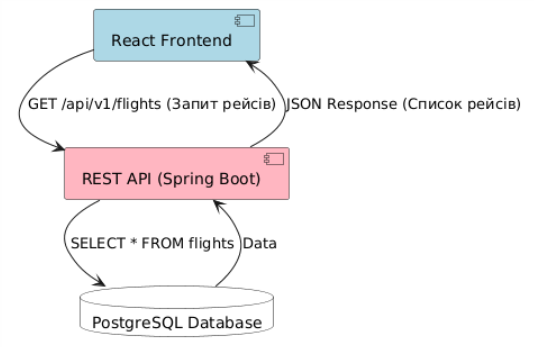 React Frontend
GET /api/v1/flights (Запит рейсів)
JSON Response (Список рейсів)
REST API (Spring Boot)
SELECT * FROM flights
Data
PostgreSQL Database